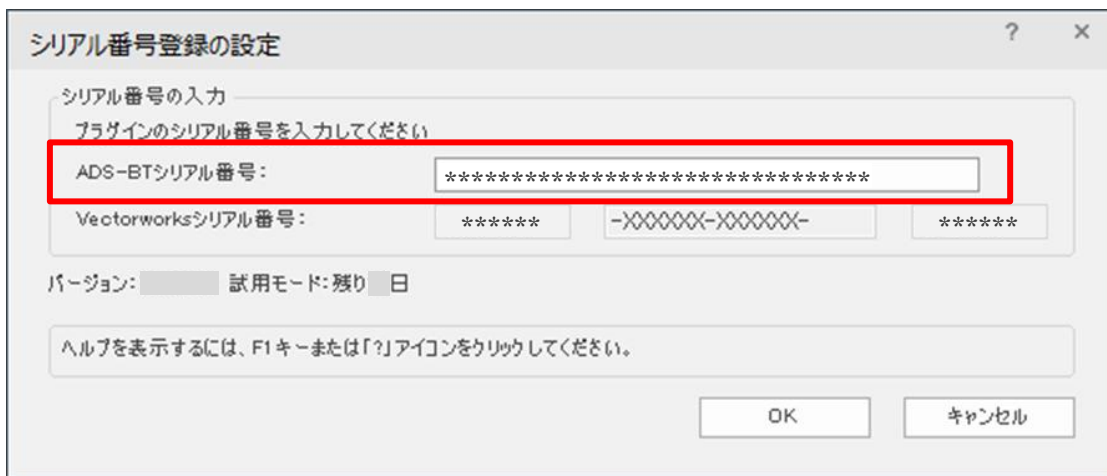 シリアル番号登録の設定
? ×
シリアル番号の入力
プラグインのシリアル番号を入力してください
ADS-BTシリアル番号: ********************************
Vectorworksシリアル番号: ****** -XXXXXX-XXXXXX- ******
バージョン: 試用モード:残り 日
ヘルプを表示するには、F1キーまたは「?」アイコンをクリックしてください。
OK キャンセル